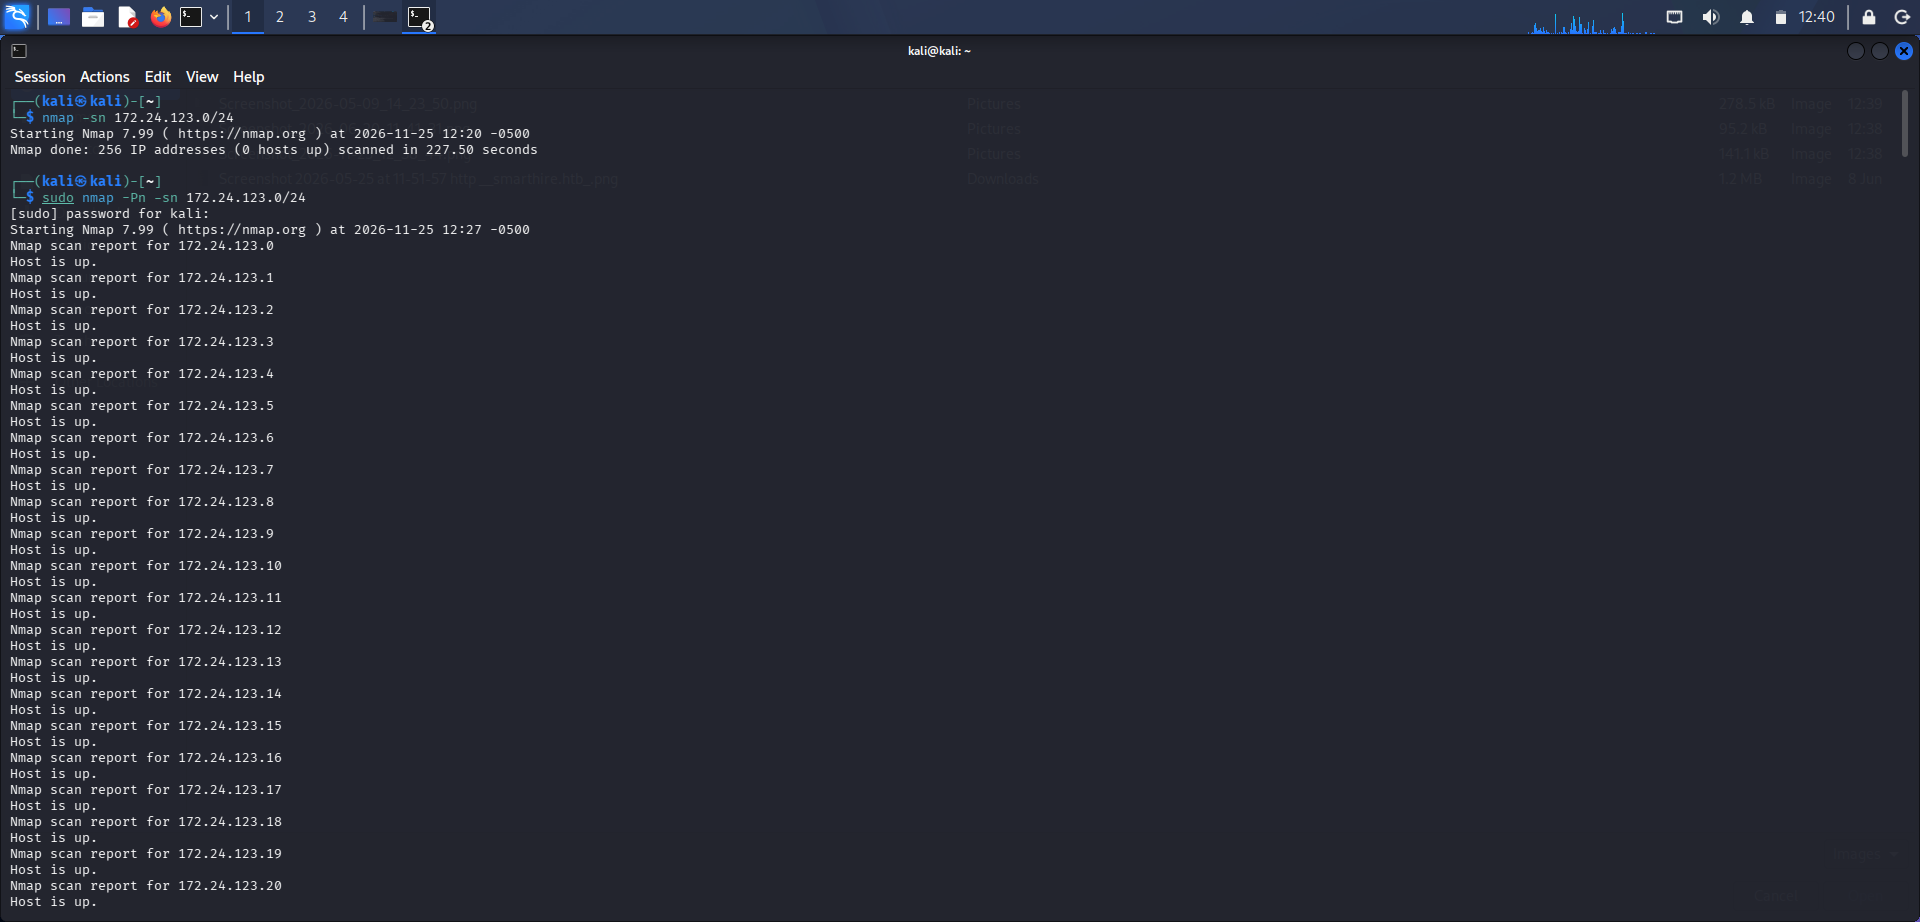 1 2 3 4 2 12:40
kali@kali: ~
Session Actions Edit View Help
┌──(kali㉿kali)-[~]
└─$ nmap -sn 172.24.123.0/24
Starting Nmap 7.99 ( https://nmap.org ) at 2026-11-25 12:20 -0500
Nmap done: 256 IP addresses (0 hosts up) scanned in 227.50 seconds
┌──(kali㉿kali)-[~]
└─$ sudo nmap -Pn -sn 172.24.123.0/24
[sudo] password for kali:
Starting Nmap 7.99 ( https://nmap.org ) at 2026-11-25 12:27 -0500
Nmap scan report for 172.24.123.0
Host is up.
Nmap scan report for 172.24.123.1
Host is up.
Nmap scan report for 172.24.123.2
Host is up.
Nmap scan report for 172.24.123.3
Host is up.
Nmap scan report for 172.24.123.4
Host is up.
Nmap scan report for 172.24.123.5
Host is up.
Nmap scan report for 172.24.123.6
Host is up.
Nmap scan report for 172.24.123.7
Host is up.
Nmap scan report for 172.24.123.8
Host is up.
Nmap scan report for 172.24.123.9
Host is up.
Nmap scan report for 172.24.123.10
Host is up.
Nmap scan report for 172.24.123.11
Host is up.
Nmap scan report for 172.24.123.12
Host is up.
Nmap scan report for 172.24.123.13
Host is up.
Nmap scan report for 172.24.123.14
Host is up.
Nmap scan report for 172.24.123.15
Host is up.
Nmap scan report for 172.24.123.16
Host is up.
Nmap scan report for 172.24.123.17
Host is up.
Nmap scan report for 172.24.123.18
Host is up.
Nmap scan report for 172.24.123.19
Host is up.
Nmap scan report for 172.24.123.20
Host is up.